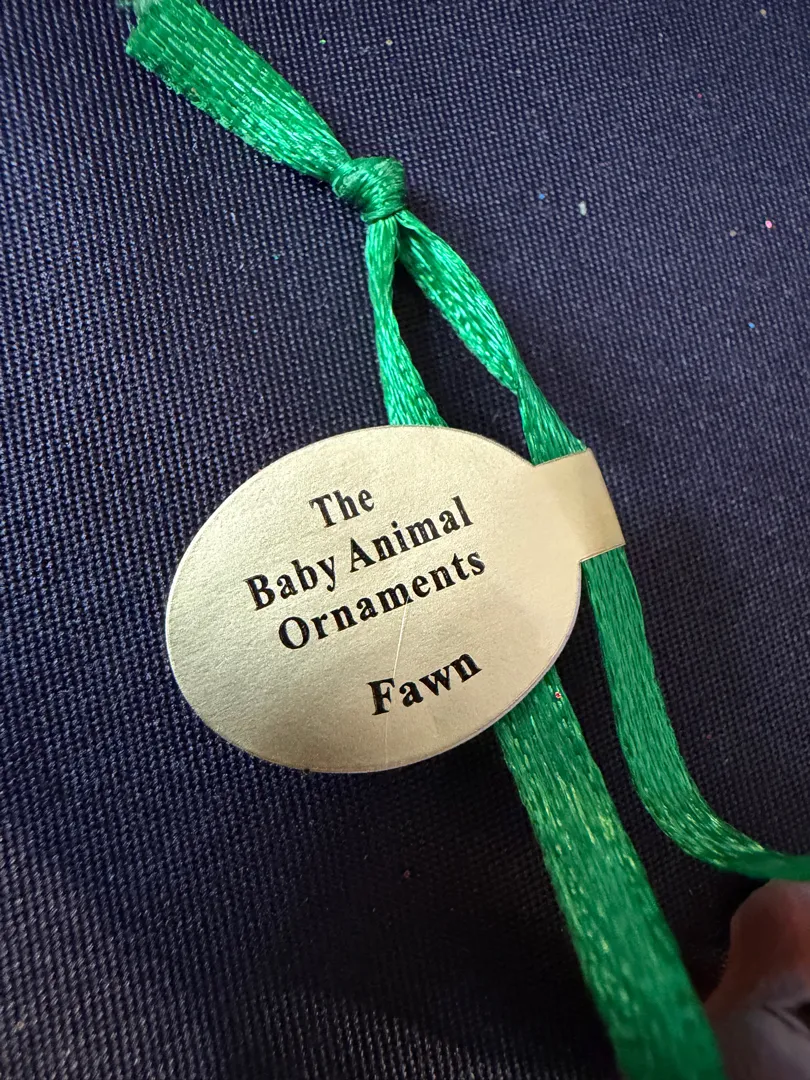 The
Baby Animal
Ornaments
Fawn